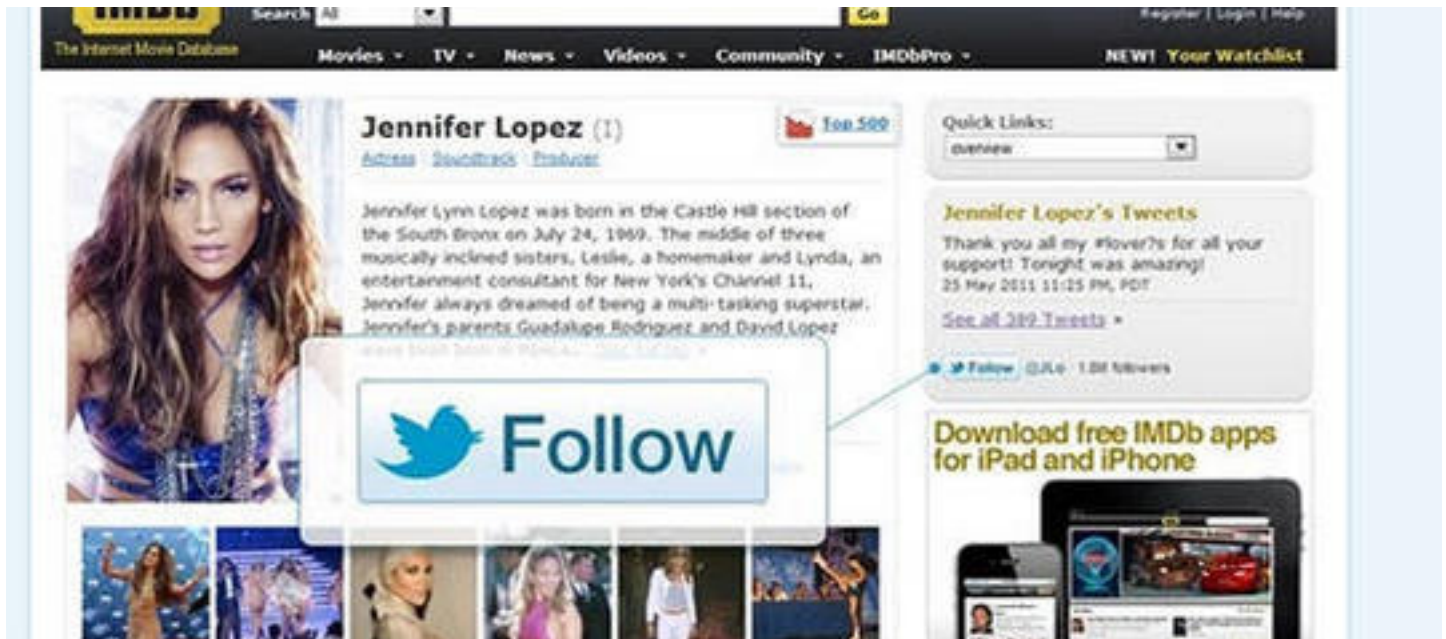 IMDb
Search All Go
Register | Login | Help
The Internet Movie Database
Movies TV News Videos Community IMDbPro NEW! Your Watchlist
Jennifer Lopez (I)
Top 500
Actress Soundtrack Producer
Jennifer Lynn Lopez was born in the Castle Hill section of
the South Bronx on July 24, 1969. The middle of three
musically inclined sisters, Leslie, a homemaker and Lynda, an
entertainment consultant for New York's Channel 11,
Jennifer always dreamed of being a multi-tasking superstar.
Jennifer's parents Guadalupe Rodriguez and David Lopez
Follow
Quick Links:
overview
Jennifer Lopez's Tweets
Thank you all my #lover?s for all your
support! Tonight was amazing!
25 May 2011 11:25 PM, PDT
See all 389 Tweets »
Follow @JLo followers
Download free IMDb apps
for iPad and iPhone